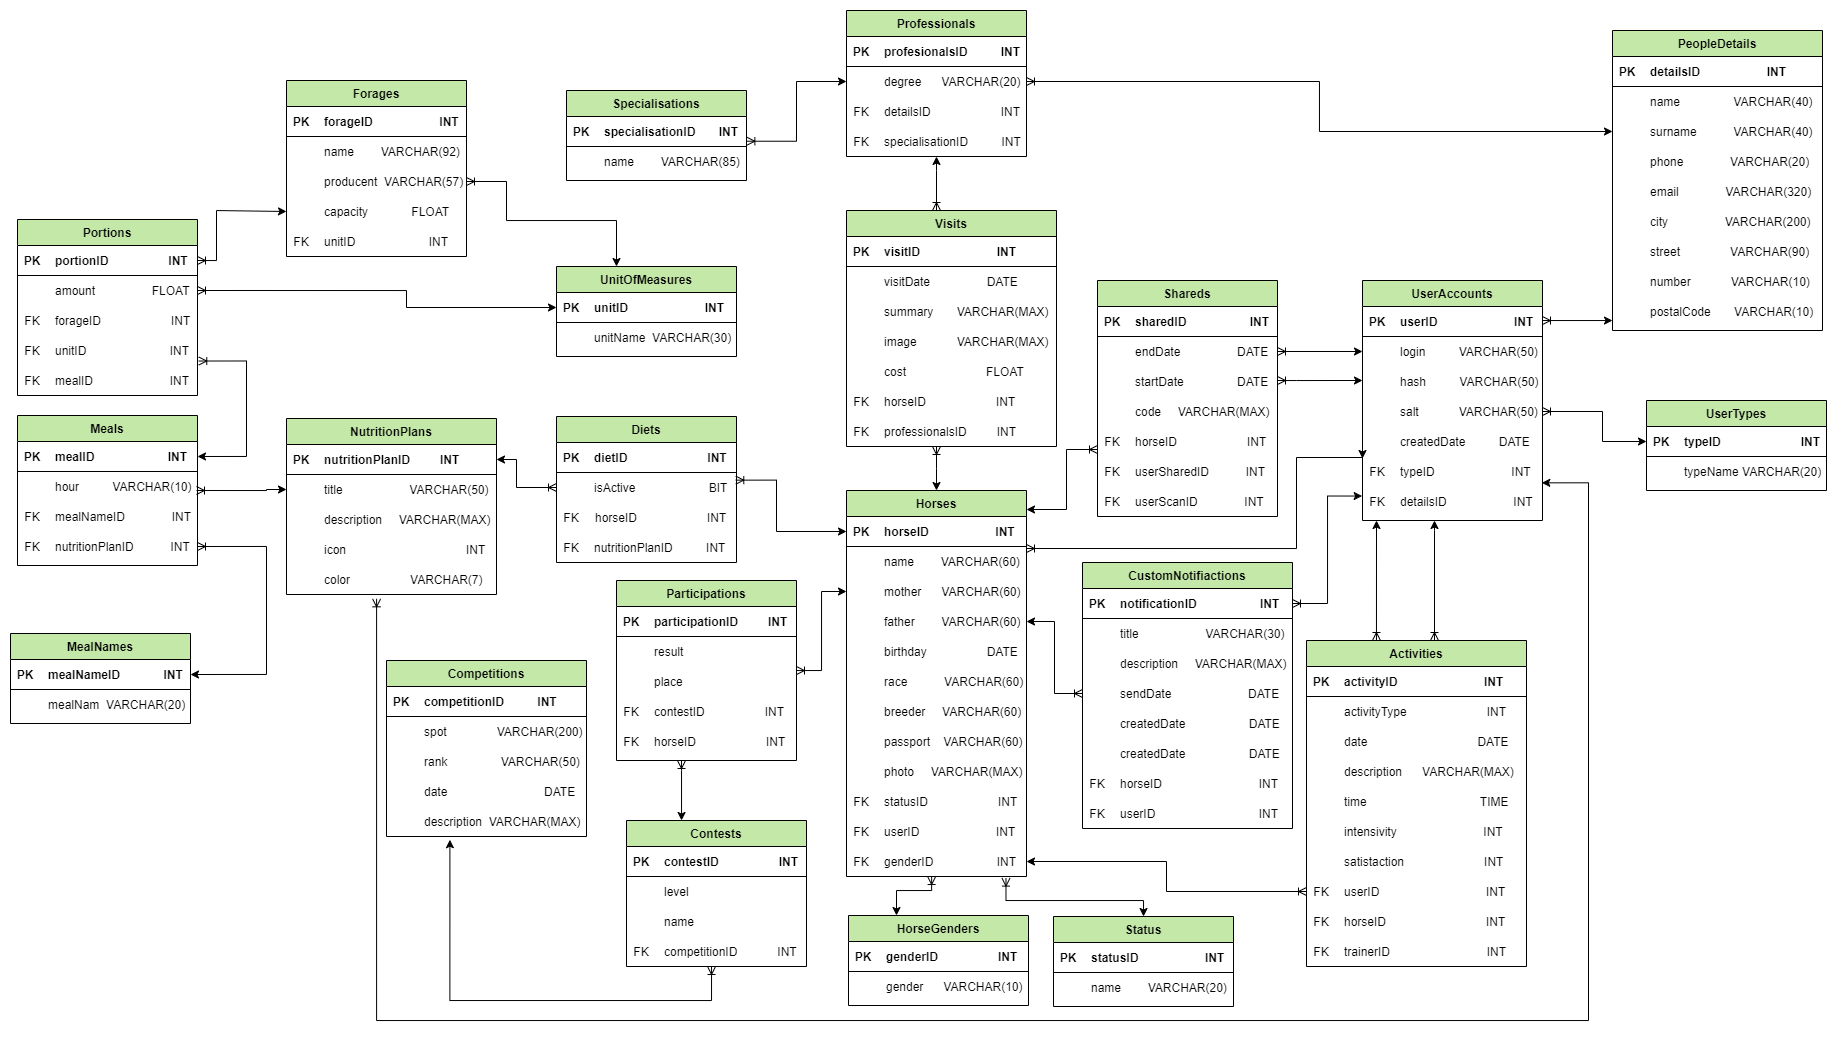 Professionals
PK profesionalsID INT
degree VARCHAR(20)
FK detailsID INT
FK specialisationID INT
PeopleDetails
PK detailsID INT
name VARCHAR(40)
surname VARCHAR(40)
phone VARCHAR(20)
email VARCHAR(320)
city VARCHAR(200)
street VARCHAR(90)
number VARCHAR(10)
postalCode VARCHAR(10)
Forages
PK forageID INT
name VARCHAR(92)
producent VARCHAR(57)
capacity FLOAT
FK unitID INT
Specialisations
PK specialisationID INT
name VARCHAR(85)
Portions
PK portionID INT
amount FLOAT
FK forageID INT
FK unitID INT
FK mealID INT
UnitOfMeasures
PK unitID INT
unitName VARCHAR(30)
Visits
PK visitID INT
visitDate DATE
summary VARCHAR(MAX)
image VARCHAR(MAX)
cost FLOAT
FK horseID INT
FK professionalsID INT
Shareds
PK sharedID INT
endDate DATE
startDate DATE
code VARCHAR(MAX)
FK horseID INT
FK userSharedID INT
FK userScanID INT
UserAccounts
PK userID INT
login VARCHAR(50)
hash VARCHAR(50)
salt VARCHAR(50)
createdDate DATE
FK typeID INT
FK detailsID INT
UserTypes
PK typeID INT
typeName VARCHAR(20)
Meals
PK mealID INT
hour VARCHAR(10)
FK mealNameID INT
FK nutritionPlanID INT
NutritionPlans
PK nutritionPlanID INT
title VARCHAR(50)
description VARCHAR(MAX)
icon INT
color VARCHAR(7)
Diets
PK dietID INT
isActive BIT
FK horseID INT
FK nutritionPlanID INT
Horses
PK horseID INT
name VARCHAR(60)
mother VARCHAR(60)
father VARCHAR(60)
birthday DATE
race VARCHAR(60)
breeder VARCHAR(60)
passport VARCHAR(60)
photo VARCHAR(MAX)
FK statusID INT
FK userID INT
FK genderID INT
CustomNotifiactions
PK notificationID INT
title VARCHAR(30)
description VARCHAR(MAX)
sendDate DATE
createdDate DATE
createdDate DATE
FK horseID INT
FK userID INT
Participations
PK participationID INT
result
place
FK contestID INT
FK horseID INT
MealNames
PK mealNameID INT
mealNam VARCHAR(20)
Competitions
PK competitionID INT
spot VARCHAR(200)
rank VARCHAR(50)
date DATE
description VARCHAR(MAX)
Activities
PK activityID INT
activityType INT
date DATE
description VARCHAR(MAX)
time TIME
intensivity INT
satistaction INT
FK userID INT
FK horseID INT
FK trainerID INT
Contests
PK contestID INT
level
name
FK competitionID INT
HorseGenders
PK genderID INT
gender VARCHAR(10)
Status
PK statusID INT
name VARCHAR(20)